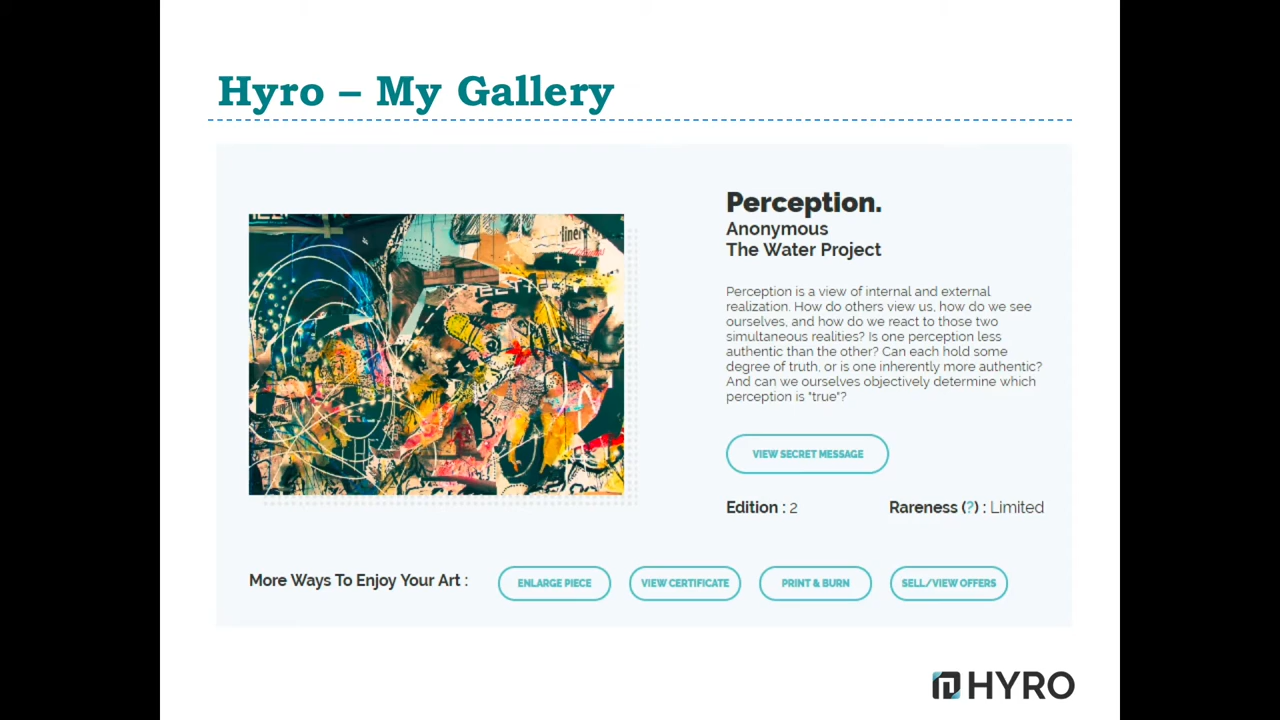 Hyro – My Gallery
liner
Perception.
Anonymous
The Water Project
Perception is a view of internal and external
realization. How do others view us, how do we see
ourselves, and how do we react to those two
simultaneous realities? Is one perception less
authentic than the other? Can each hold some
degree of truth, or is one inherently more authentic?
And can we ourselves objectively determine which
perception is "true"?
VIEW SECRET MESSAGE
Edition : 2
Rareness (?) : Limited
More Ways To Enjoy Your Art :
ENLARGE PIECE
VIEW CERTIFICATE
PRINT & BURN
SELL/VIEW OFFERS
HYRO